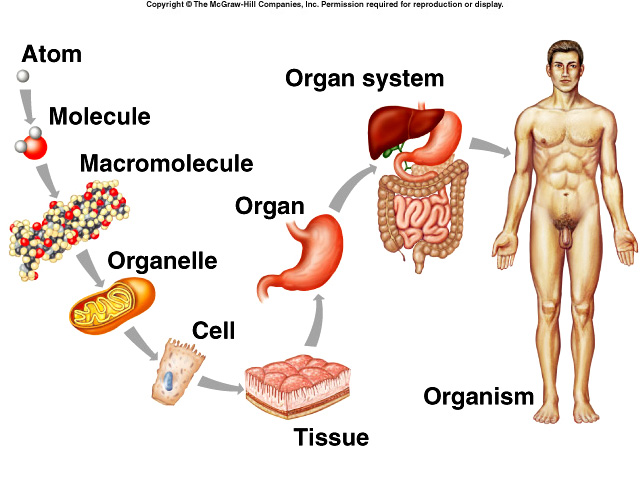 Copyright © The McGraw-Hill Companies, Inc. Permission required for reproduction or display.
Atom
Molecule
Macromolecule
Organelle
Cell
Tissue
Organ
Organ system
Organism